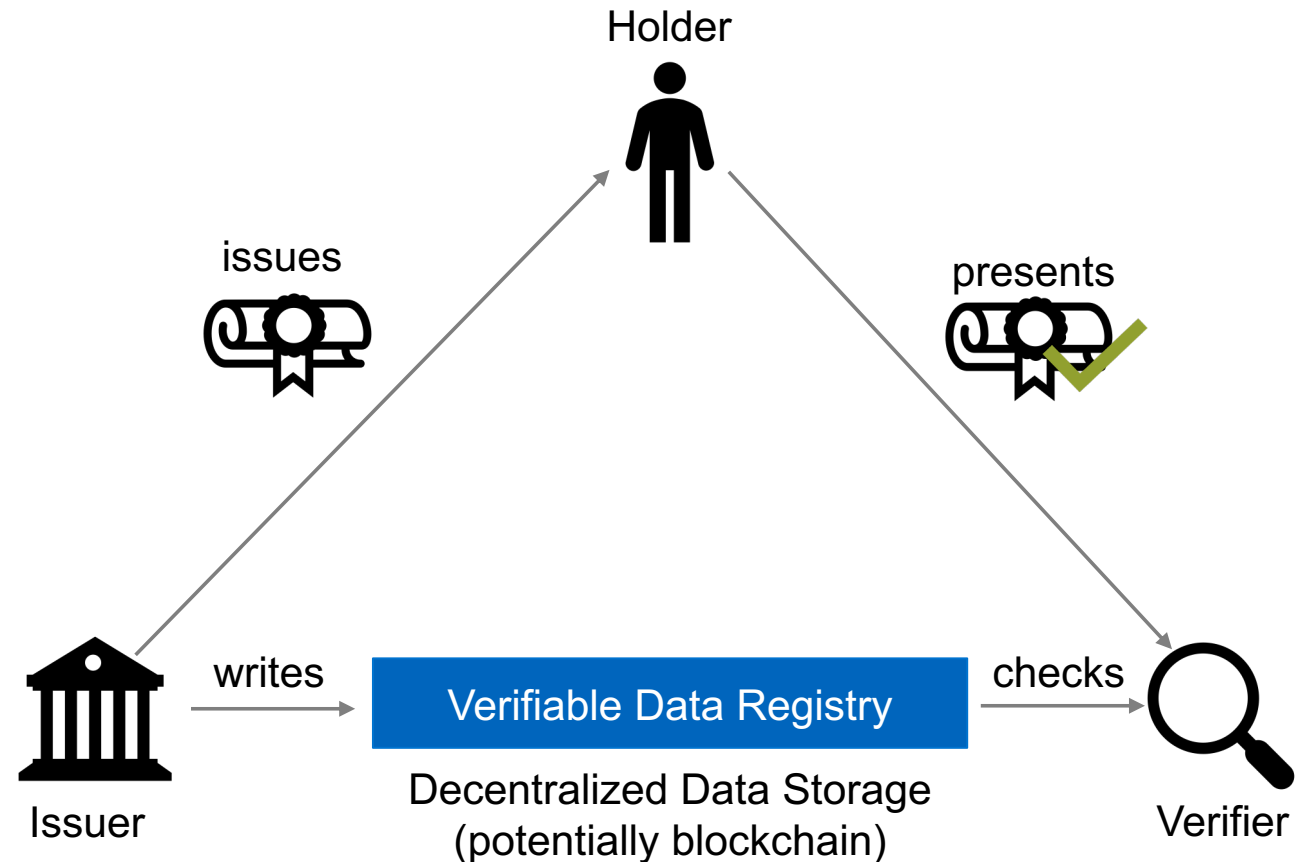 Holder
issues
presents
writes
Verifiable Data Registry
checks
Decentralized Data Storage
(potentially blockchain)
Issuer
Verifier